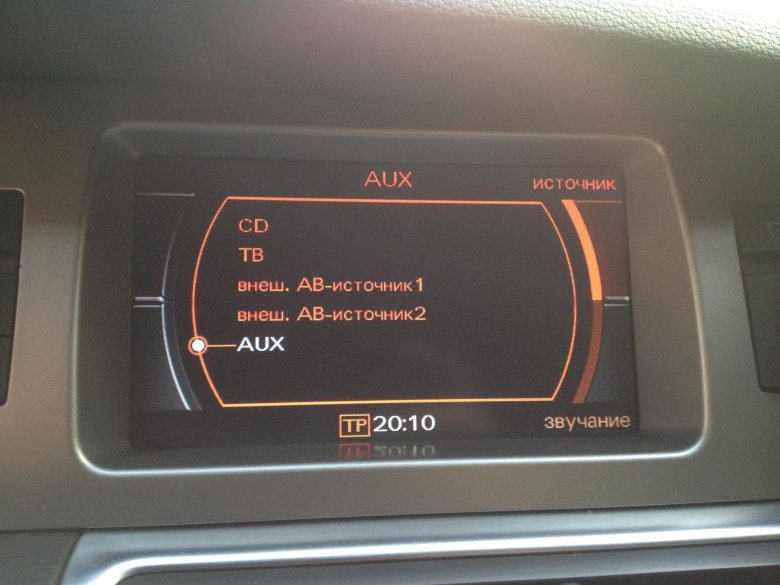 AUX
источник
CD
ТВ
внеш. АВ-источник1
внеш. АВ-источник2
AUX
TP 20:10
звучание